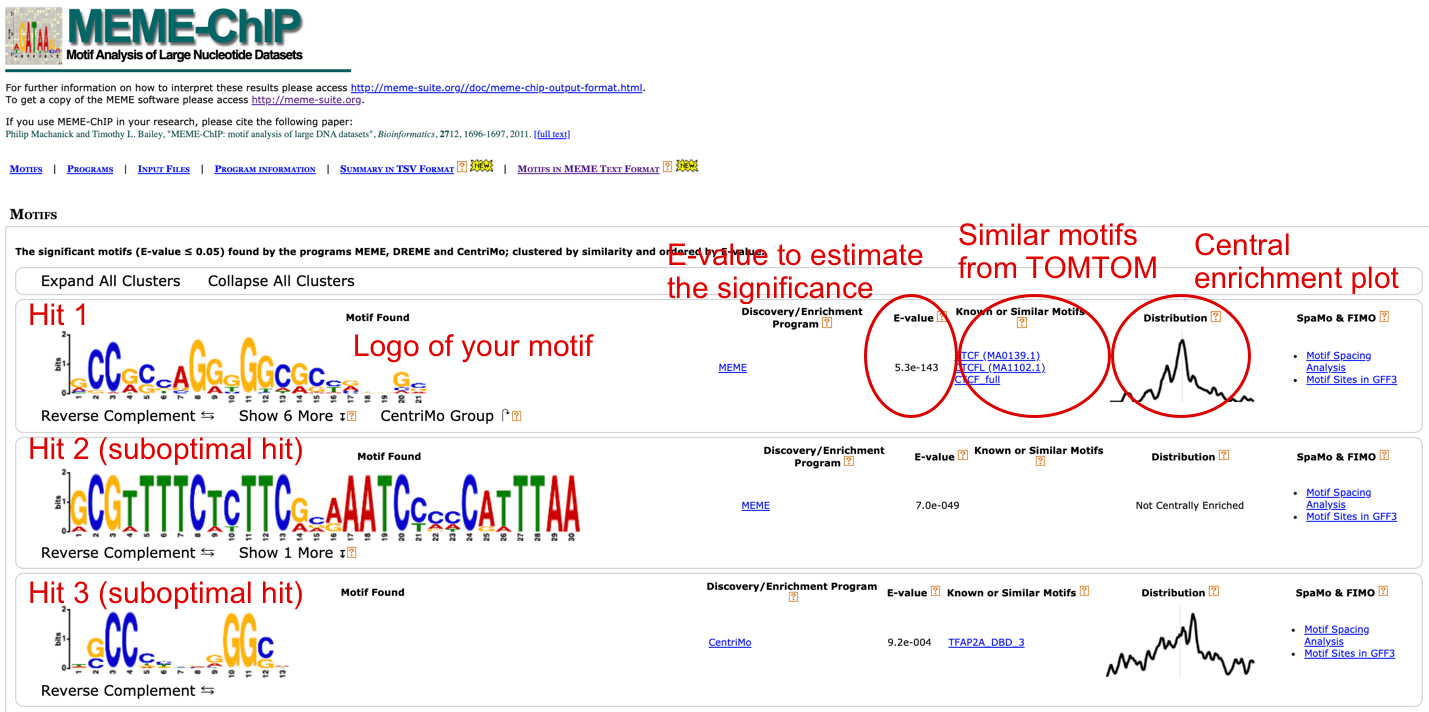 MEME-ChIP
Motif Analysis of Large Nucleotide Datasets
For further information on how to interpret these results please access http://meme-suite.org//doc/meme-chip-output-format.html.
To get a copy of the MEME software please access http://meme-suite.org.
If you use MEME-ChIP in your research, please cite the following paper:
Philip Machanick and Timothy L. Bailey, "MEME-ChIP: motif analysis of large DNA datasets", Bioinformatics, 2712, 1696-1697, 2011. [full text]
Motifs | Programs | Input Files | Program information | Summary in TSV Format ? NEW | Motifs in MEME Text Format ? NEW
Motifs
The significant motifs (E-value ≤ 0.05) found by the programs MEME, DREME and CentriMo; clustered by similarity and ordered by E-value.
E-value to estimate
the significance
Similar motifs
from TOMTOM
Central
enrichment plot
Expand All Clusters Collapse All Clusters
Hit 1
Motif Found
Discovery/Enrichment
Program ?
E-value ?
Known or Similar Motifs
?
Distribution ?
SpaMo & FIMO ?
Logo of your motif
MEME
5.3e-143
CTCF (MA0139.1)
CTCFL (MA1102.1)
CTCF_full
Motif Spacing
Analysis
Motif Sites in GFF3
Reverse Complement ⇆ Show 6 More ↧? CentriMo Group ?
Hit 2 (suboptimal hit)
Motif Found
Discovery/Enrichment
Program ?
E-value ?
Known or Similar Motifs
?
Distribution ?
SpaMo & FIMO ?
MEME
7.0e-049
Not Centrally Enriched
Motif Spacing
Analysis
Motif Sites in GFF3
Reverse Complement ⇆ Show 1 More ↧?
Hit 3 (suboptimal hit)
Motif Found
Discovery/Enrichment Program
?
E-value ?
Known or Similar Motifs ?
Distribution ?
SpaMo & FIMO ?
CentriMo
9.2e-004
TFAP2A_DBD_3
Motif Spacing
Analysis
Motif Sites in GFF3
Reverse Complement ⇆